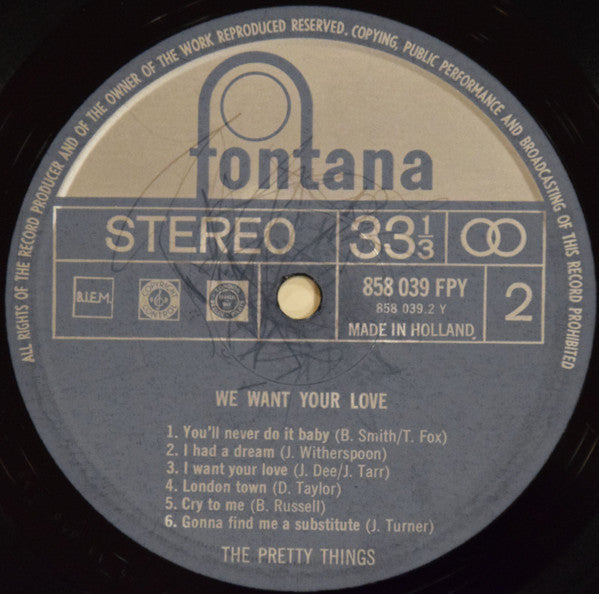 ALL RIGHTS OF THE RECORD PRODUCER AND OF THE OWNER OF THE WORK REPRODUCED RESERVED. COPYING, PUBLIC PERFORMANCE AND BROADCASTING OF THIS RECORD PROHIBITED
fontana
STEREO 33 1/3
B.I.E.M. COPYRIGHT CONTROL 858 039 FPY 2
858 039.2 Y
MADE IN HOLLAND
WE WANT YOUR LOVE
1. You'll never do it baby (B. Smith/T. Fox)
2. I had a dream (J. Witherspoon)
3. I want your love (J. Dee/J. Tarr)
4. London town (D. Taylor)
5. Cry to me (B. Russell)
6. Gonna find me a substitute (J. Turner)
THE PRETTY THINGS